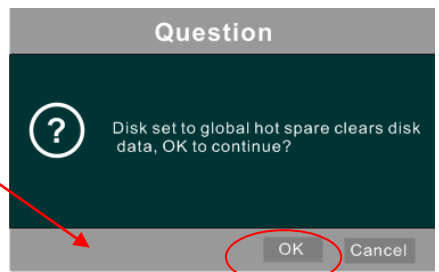 Question
?
Disk set to global hot spare clears disk
data, OK to continue?
OK Cancel